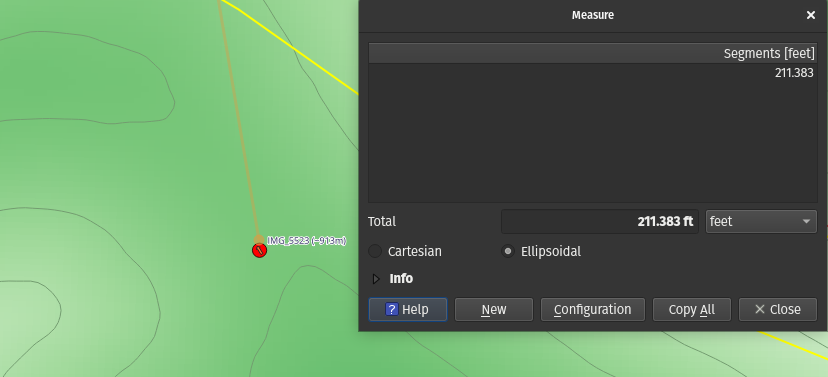 Measure
Segments [feet]
211.383
IMG_5523 (~913m)
Total 211.383 ft feet
Cartesian Ellipsoidal
Info
? Help New Configuration Copy All Close